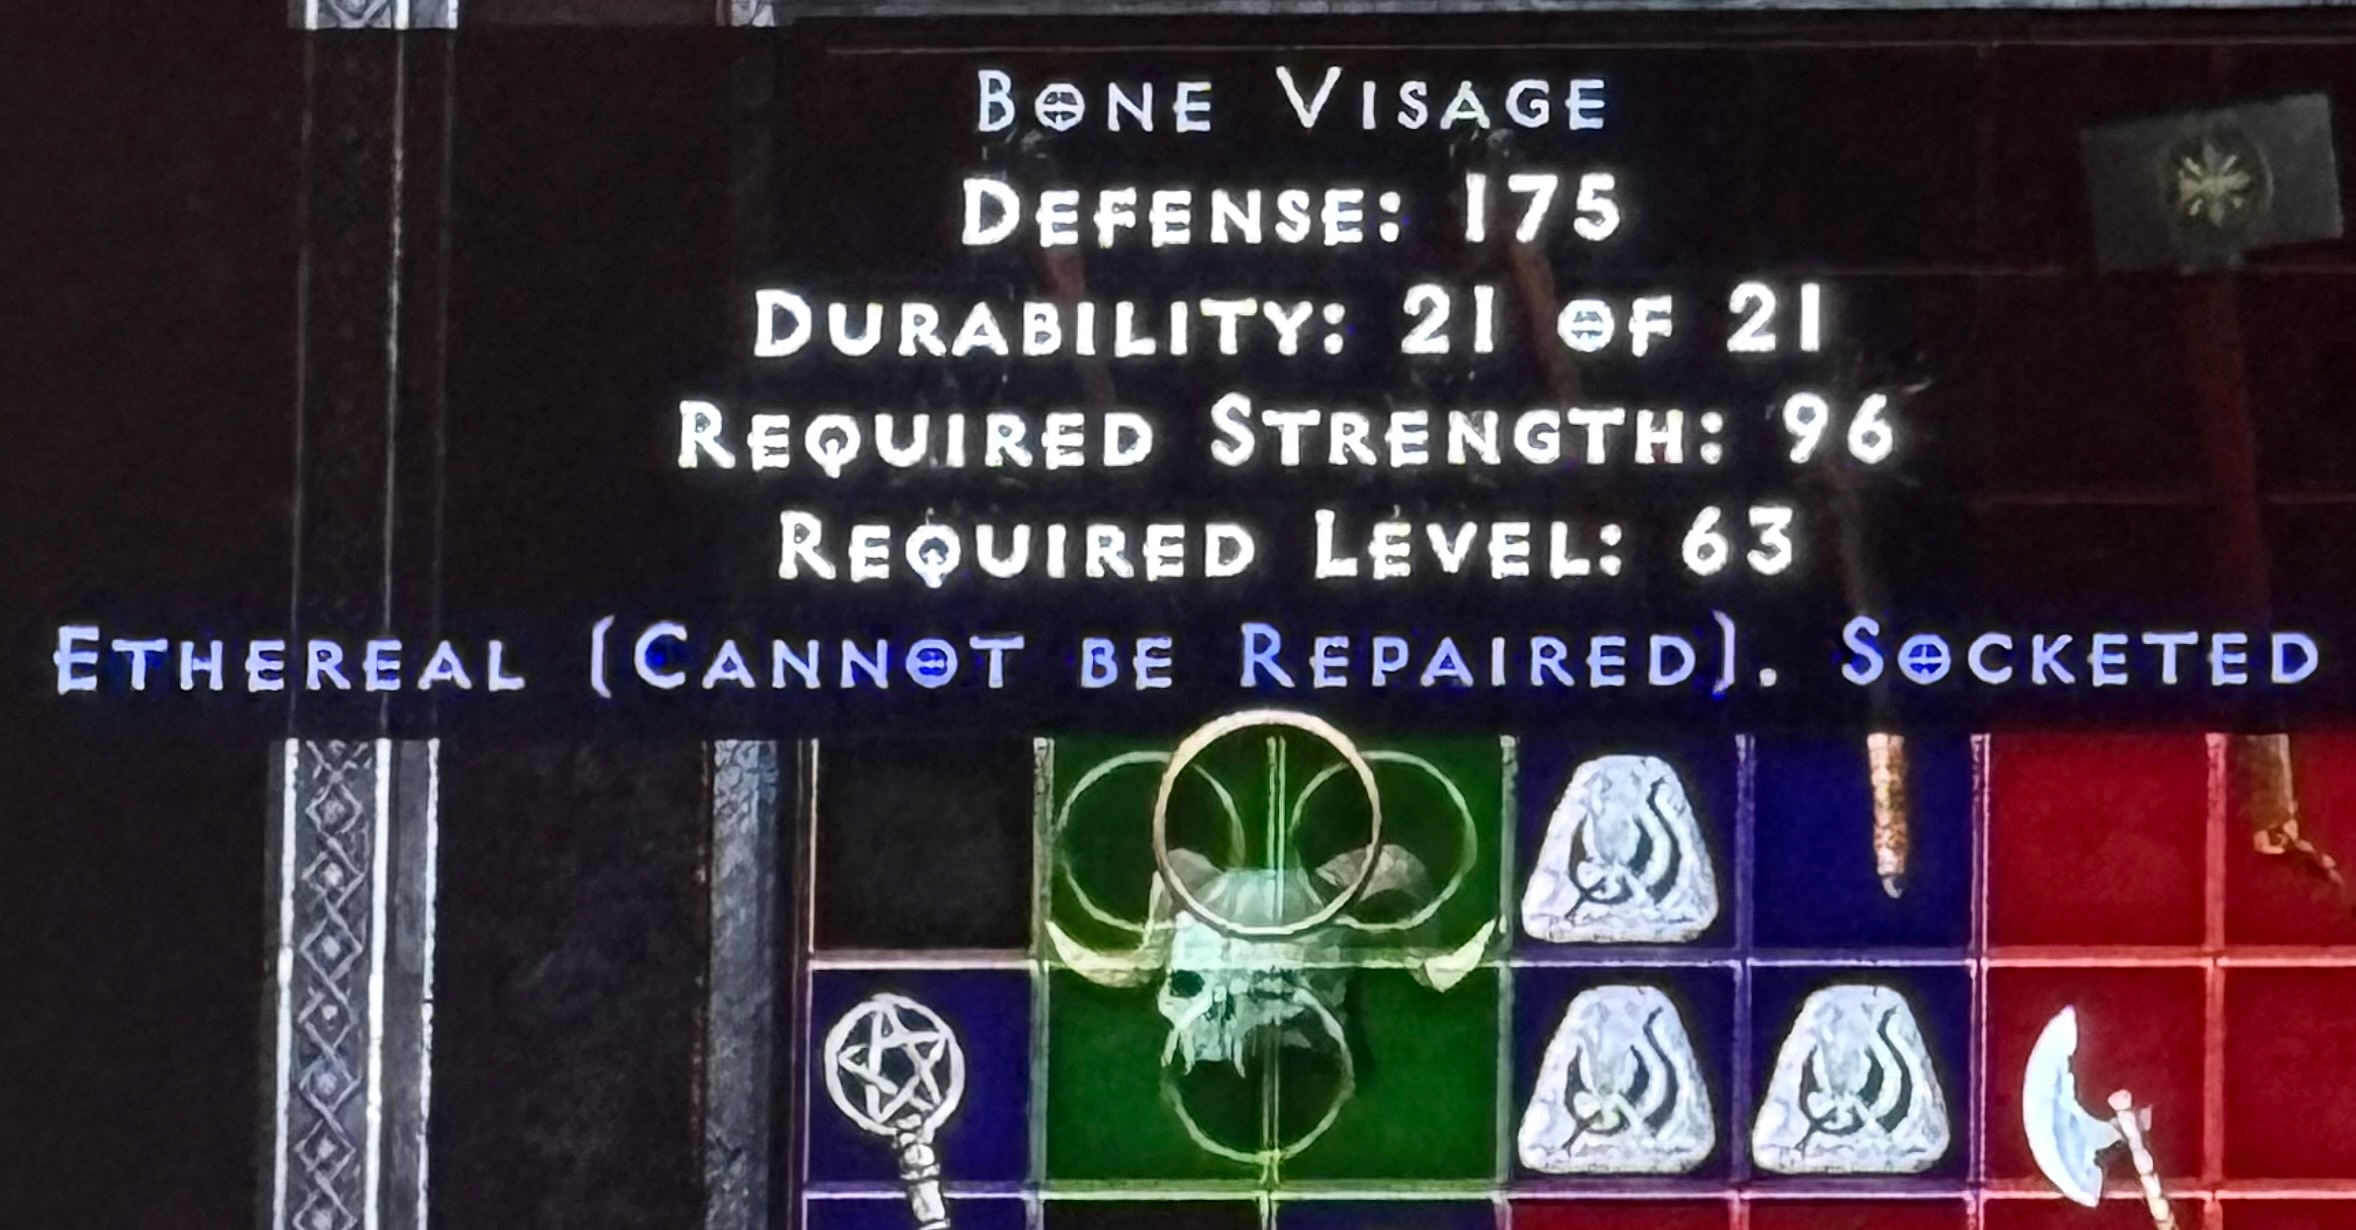 Bone Visage
Defense: 175
Durability: 21 of 21
Required Strength: 96
Required Level: 63
Ethereal (Cannot be Repaired). Socketed